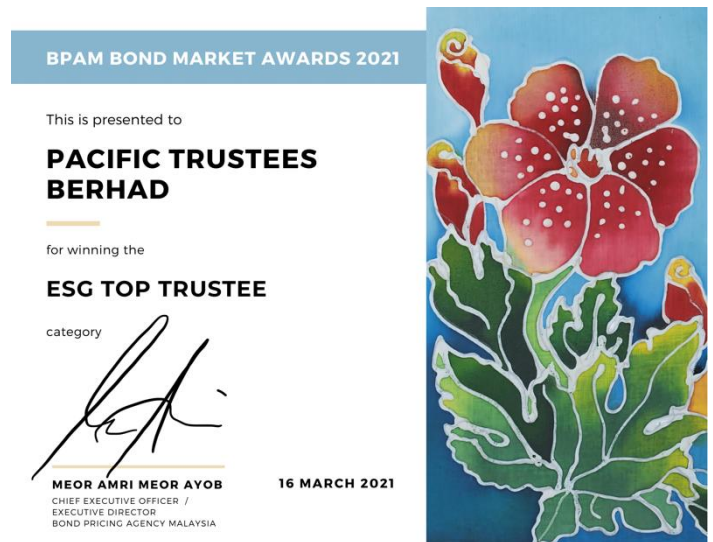 BPAM BOND MARKET AWARDS 2021
This is presented to
PACIFIC TRUSTEES
BERHAD
for winning the
ESG TOP TRUSTEE
category
MEOR AMRI MEOR AYOB
16 MARCH 2021
CHIEF EXECUTIVE OFFICER /
EXECUTIVE DIRECTOR
BOND PRICING AGENCY MALAYSIA